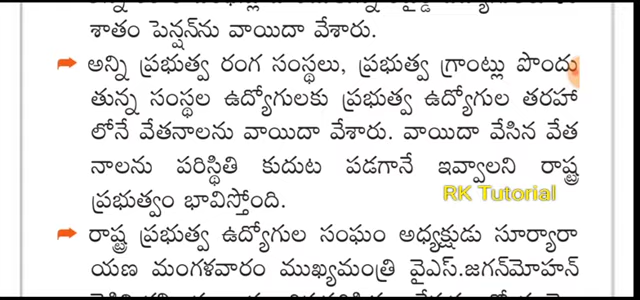 శాతం పెన్షన్‌ను వాయిదా వేశారు.
అన్ని ప్రభుత్వ రంగ సంస్థలు, ప్రభుత్వ గ్రాంట్లు పొందు
తున్న సంస్థల ఉద్యోగులకు ప్రభుత్వ ఉద్యోగుల తరహా
లోనే వేతనాలను వాయిదా వేశారు. వాయిదా వేసిన వేత
నాలను పరిస్థితి కుదుట పడగానే ఇవ్వాలని రాష్ట్ర
RK Tutorial
ప్రభుత్వం భావిస్తోంది.
రాష్ట్ర ప్రభుత్వ ఉద్యోగుల సంఘం అధ్యక్షుడు సూర్యారా
యణ మంగళవారం ముఖ్యమంత్రి వైఎస్.జగన్‌మోహన్